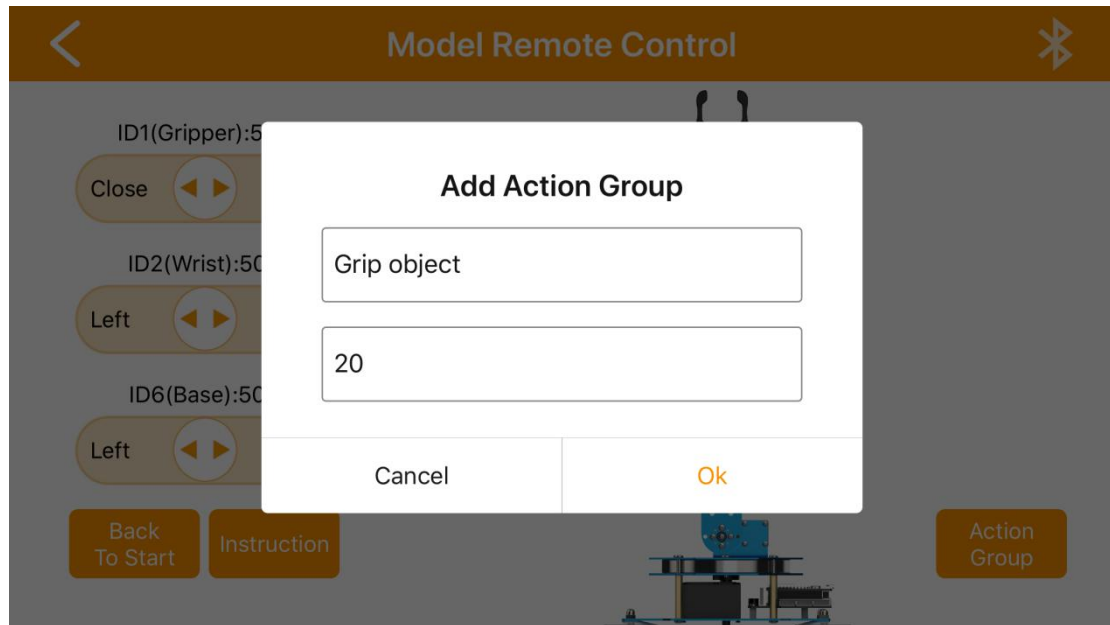 Model Remote Control
ID1(Gripper):5
Close
Add Action Group
Grip object
ID2(Wrist):50
Left
20
ID6(Base):50
Left
Cancel
Ok
Back
To Start
Instruction
Action
Group